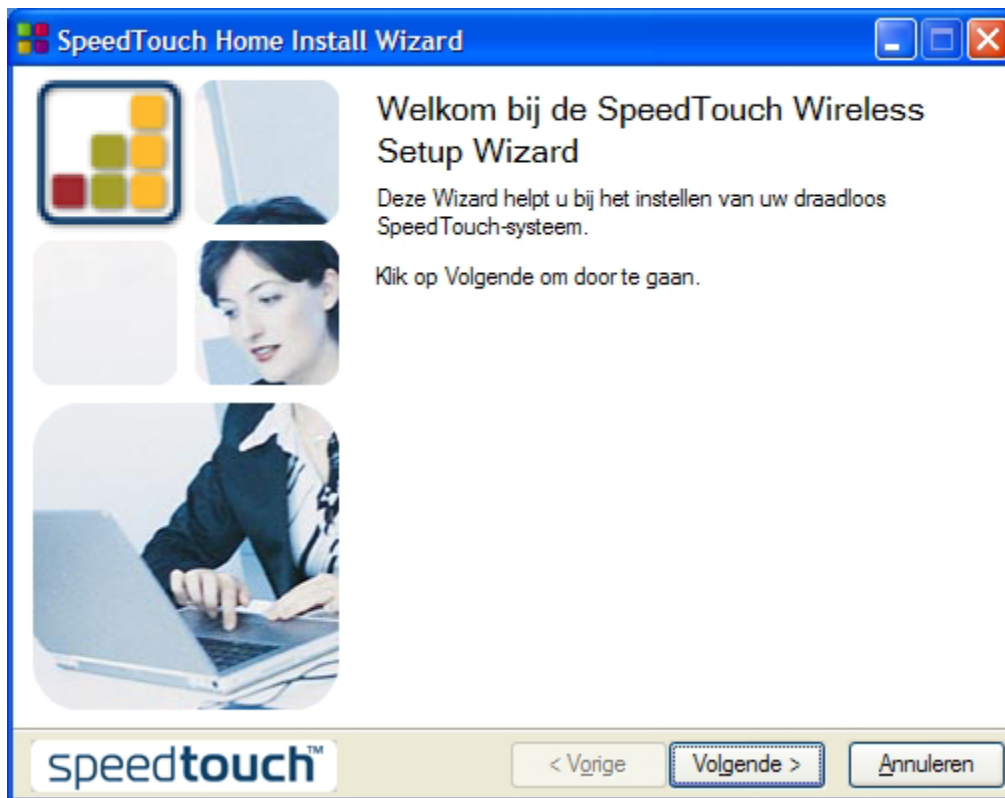 SpeedTouch Home Install Wizard
Welkom bij de SpeedTouch Wireless
Setup Wizard
Deze Wizard helpt u bij het instellen van uw draadloos
SpeedTouch-systeem.
Klik op Volgende om door te gaan.
speedtouch™
< Vorige
Volgende >
Annuleren